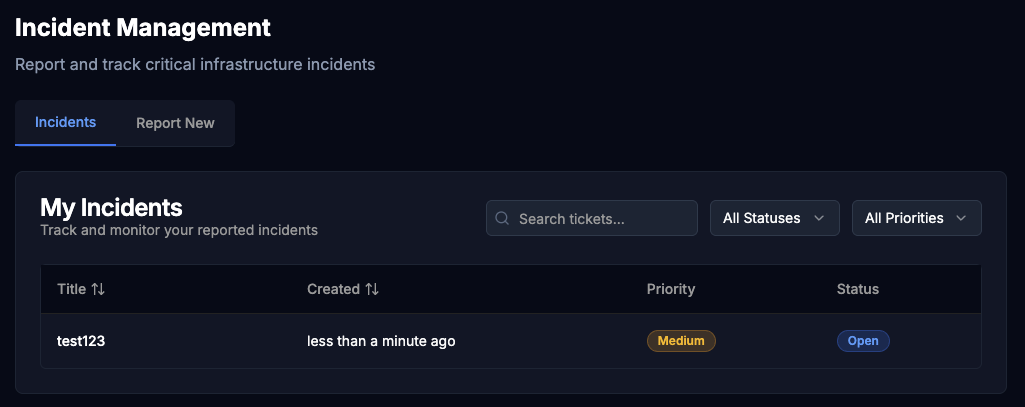 Incident Management
Report and track critical infrastructure incidents
Incidents Report New
My Incidents
Track and monitor your reported incidents
Search tickets... All Statuses All Priorities
Title Created Priority Status
test123 less than a minute ago Medium Open